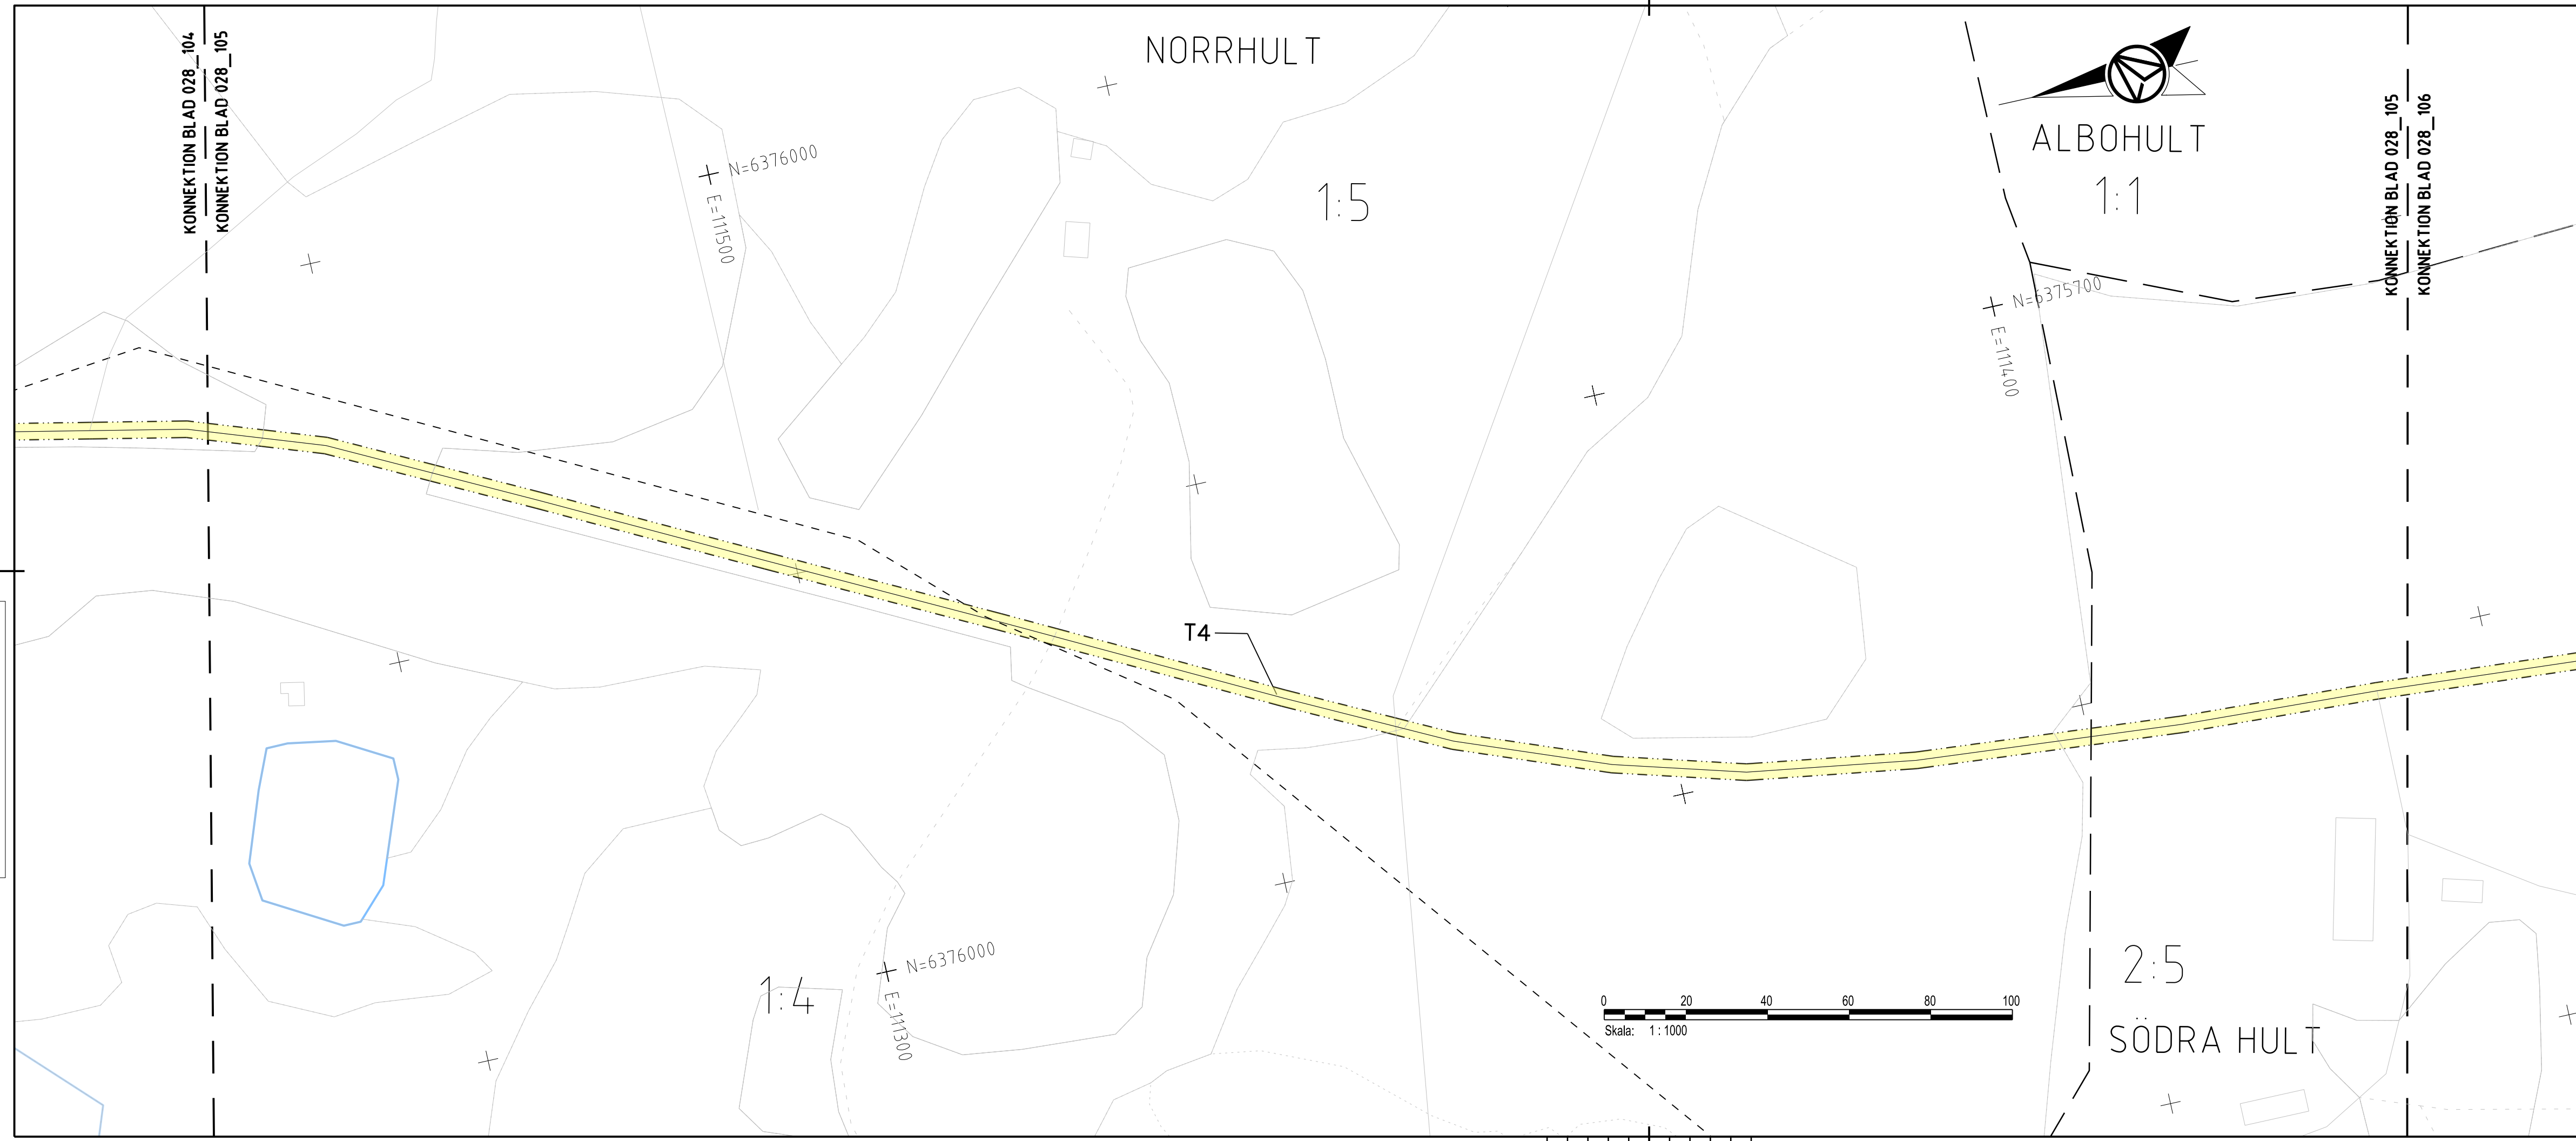 KONNEKTION BLAD 028_104
KONNEKTION BLAD 028_105
NORRHULT
1:5
N=6376000
E=111500
ALBOHULT
1:1
KONNEKTION BLAD 028_105
KONNEKTION BLAD 028_106
N=6375700
E=111400
T4
1:4
N=6376000
E=111300
0 20 40 60 80 100
Skala: 1 : 1000
2:5
SÖDRA HULT